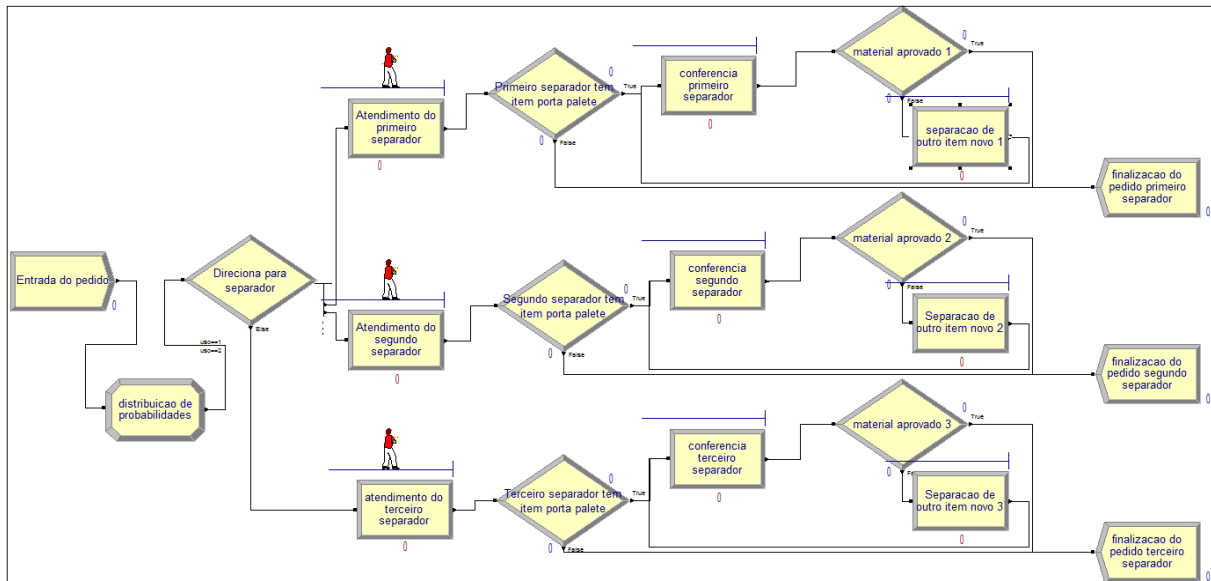 Entrada do pedido
0
distribuicao de
probabilidades
uso==1
uso==2
Direciona para
separador
Else
Atendimento do
primeiro
separador
0
Primeiro separador tem
item porta palete
0
True
0
False
conferência
primeiro
separador
0
material aprovado 1
0
True
0
False
separacao de
outro item novo 1
0
finalizacao do
pedido primeiro
separador
0
Atendimento do
segundo
separador
0
Segundo separador tem
item porta palete
0
True
0
False
conferencia
segundo
separador
0
material aprovado 2
0
True
0
False
Separacao de
outro item novo 2
0
finalizacao do
pedido segundo
separador
0
atendimento do
terceiro
separador
0
Terceiro separador tem
item porta palete
0
True
0
False
conferencia
terceiro
separador
0
material aprovado 3
0
True
0
Separacao de
outro item novo 3
0
finalizacao do
pedido terceiro
separador
0